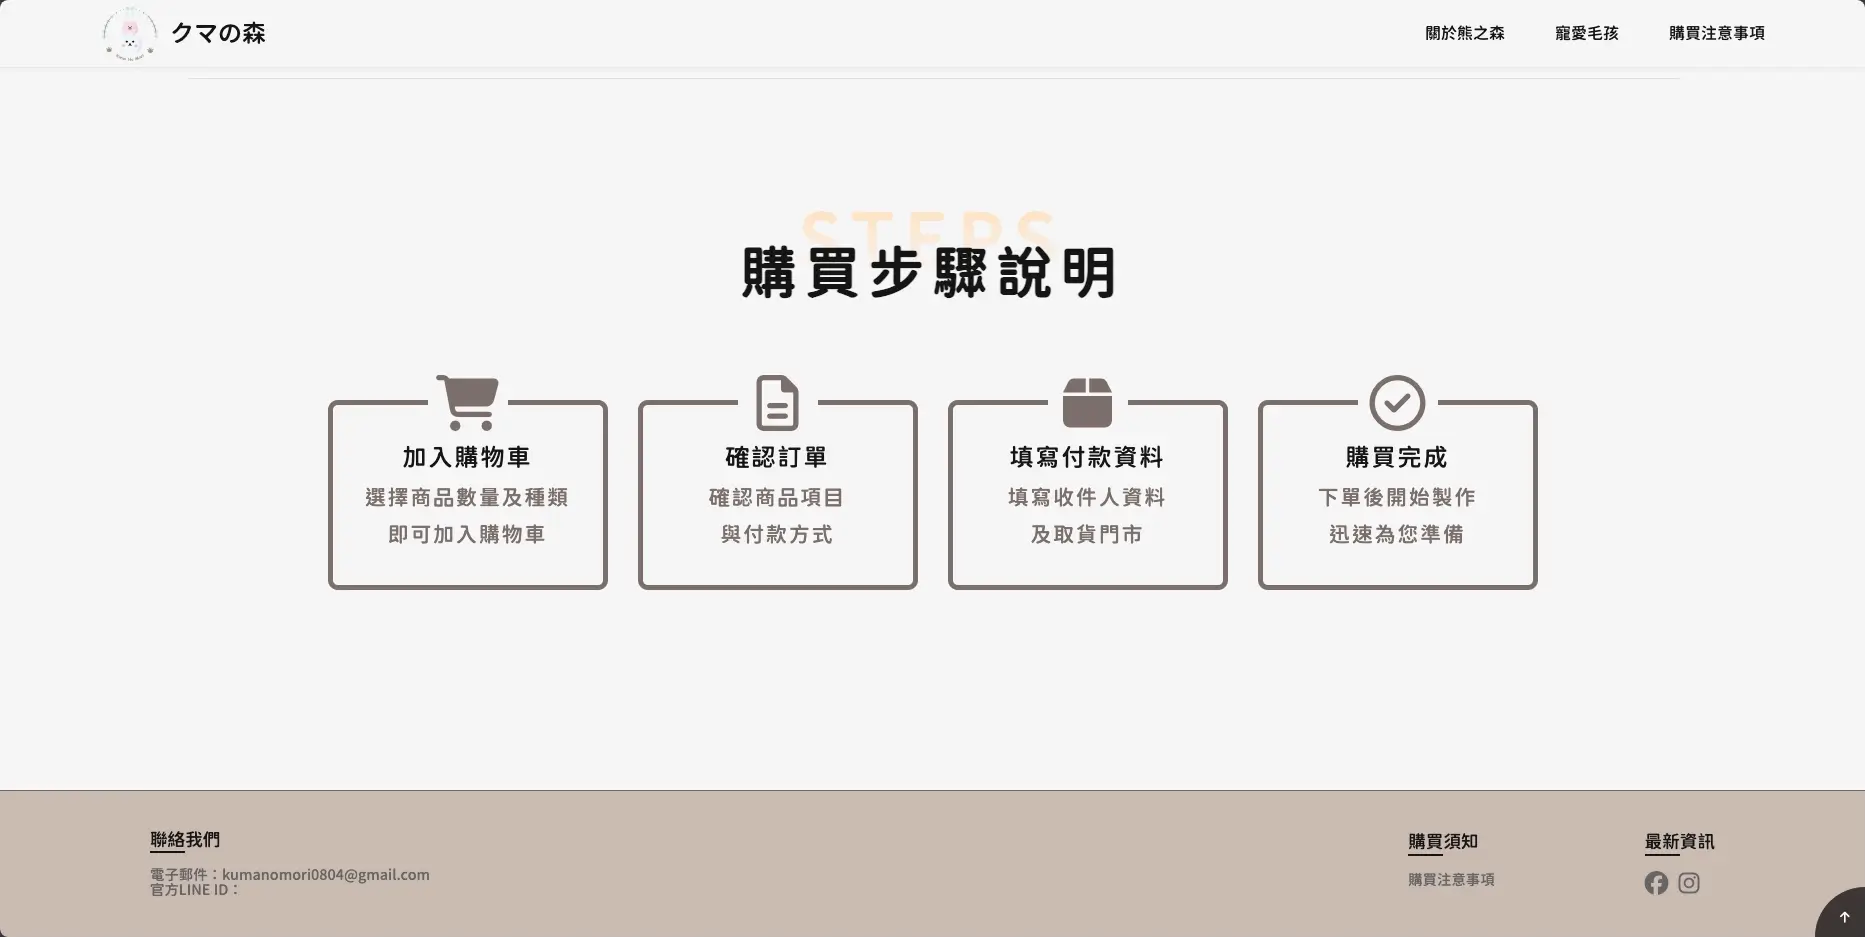 クマの森
關於熊之森
寵愛毛孩
購買注意事項
STEPS
購買步驟說明
加入購物車
選擇商品數量及種類
即可加入購物車
確認訂單
確認商品項目
與付款方式
填寫付款資料
填寫收件人資料
及取貨門市
購買完成
下單後開始製作
迅速為您準備
聯絡我們
電子郵件：kumanomori0804@gmail.com
官方LINE ID：
購買須知
購買注意事項
最新資訊